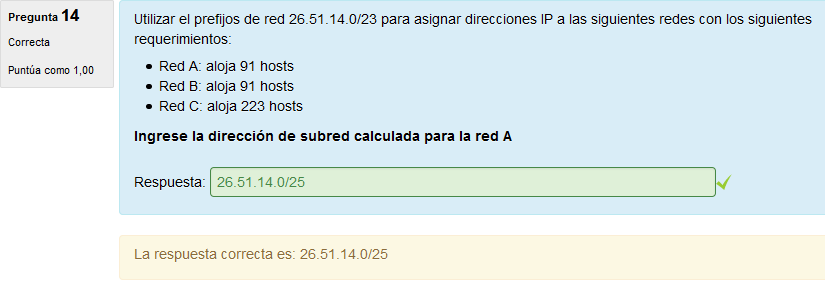 Pregunta 14
Correcta
Puntúa como 1,00
Utilizar el prefijos de red 26.51.14.0/23 para asignar direcciones IP a las siguientes redes con los siguientes
requerimientos:
Red A: aloja 91 hosts
Red B: aloja 91 hosts
Red C: aloja 223 hosts
Ingrese la dirección de subred calculada para la red A
Respuesta: 26.51.14.0/25
La respuesta correcta es: 26.51.14.0/25